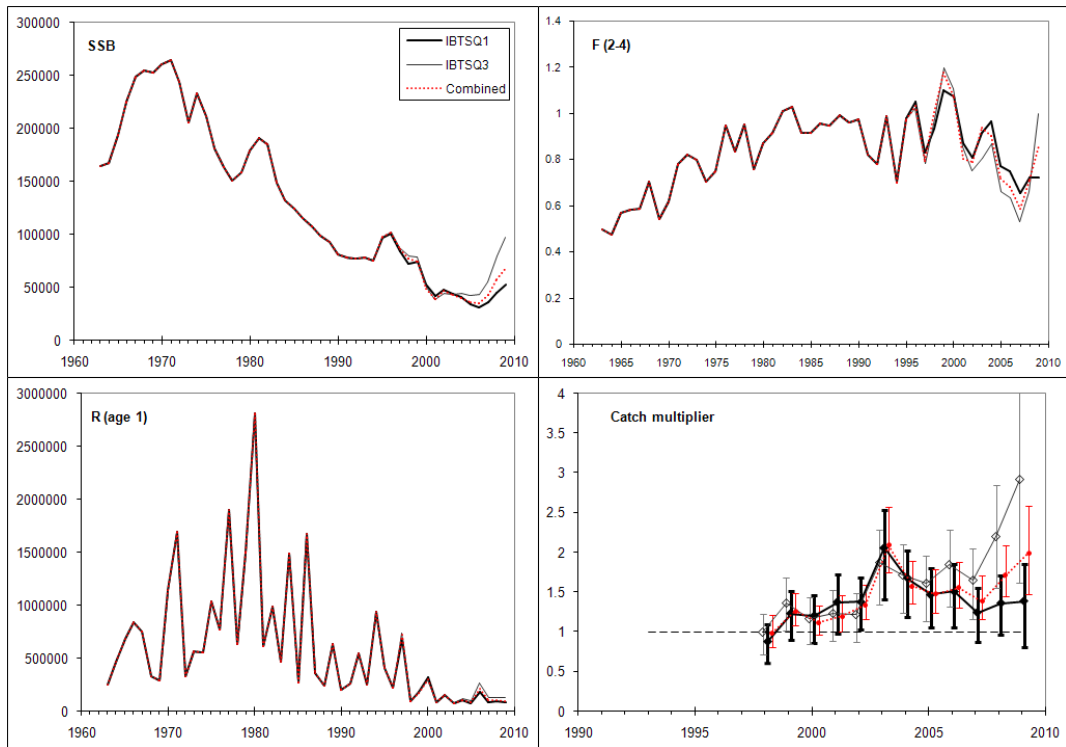 SSB
IBTSQ1
IBTSQ3
Combined
300000
250000
200000
150000
100000
50000
0
1960 1970 1980 1990 2000 2010
F (2-4)
1.4
1.2
1
0.8
0.6
0.4
0.2
0
1960 1965 1970 1975 1980 1985 1990 1995 2000 2005 2010
R (age 1)
3000000
2500000
2000000
1500000
1000000
500000
0
1960 1970 1980 1990 2000 2010
Catch multiplier
4
3.5
3
2.5
2
1.5
1
0.5
0
1990 1995 2000 2005 2010